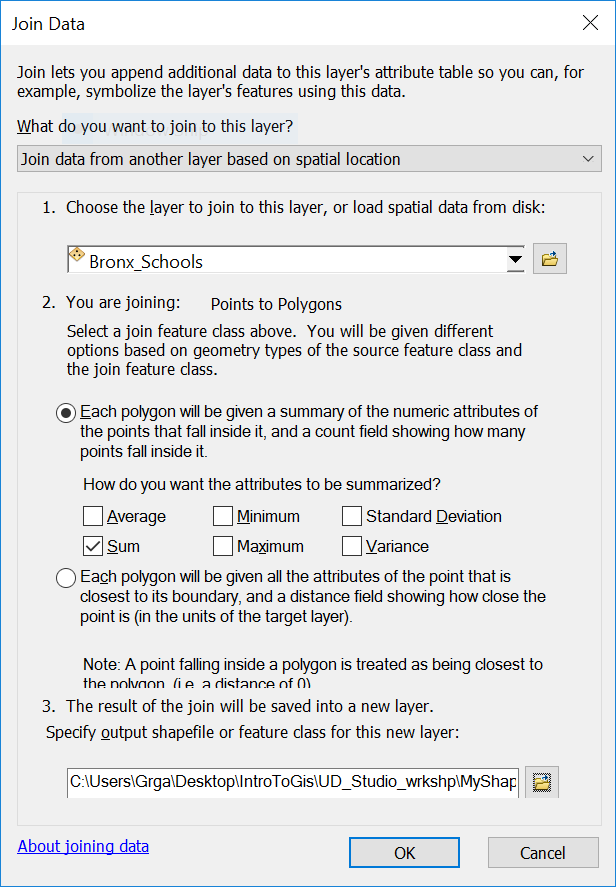 Join Data
Join lets you append additional data to this layer's attribute table so you can, for
example, symbolize the layer's features using this data.
What do you want to join to this layer?
Join data from another layer based on spatial location
1. Choose the layer to join to this layer, or load spatial data from disk:
Bronx_Schools
2. You are joining: Points to Polygons
Select a join feature class above. You will be given different
options based on geometry types of the source feature class and
the join feature class.
Each polygon will be given a summary of the numeric attributes of
the points that fall inside it, and a count field showing how many
points fall inside it.
How do you want the attributes to be summarized?
Average Minimum Standard Deviation
Sum Maximum Variance
Each polygon will be given all the attributes of the point that is
closest to its boundary, and a distance field showing how close the
point is (in the units of the target layer).
Note: A point falling inside a polygon is treated as being closest to
the polygon, (i.e. a distance of 0)
3. The result of the join will be saved into a new layer.
Specify output shapefile or feature class for this new layer:
C:\Users\Grga\Desktop\IntroToGis\UD_Studio_wrkshp\MyShap
About joining data
OK Cancel